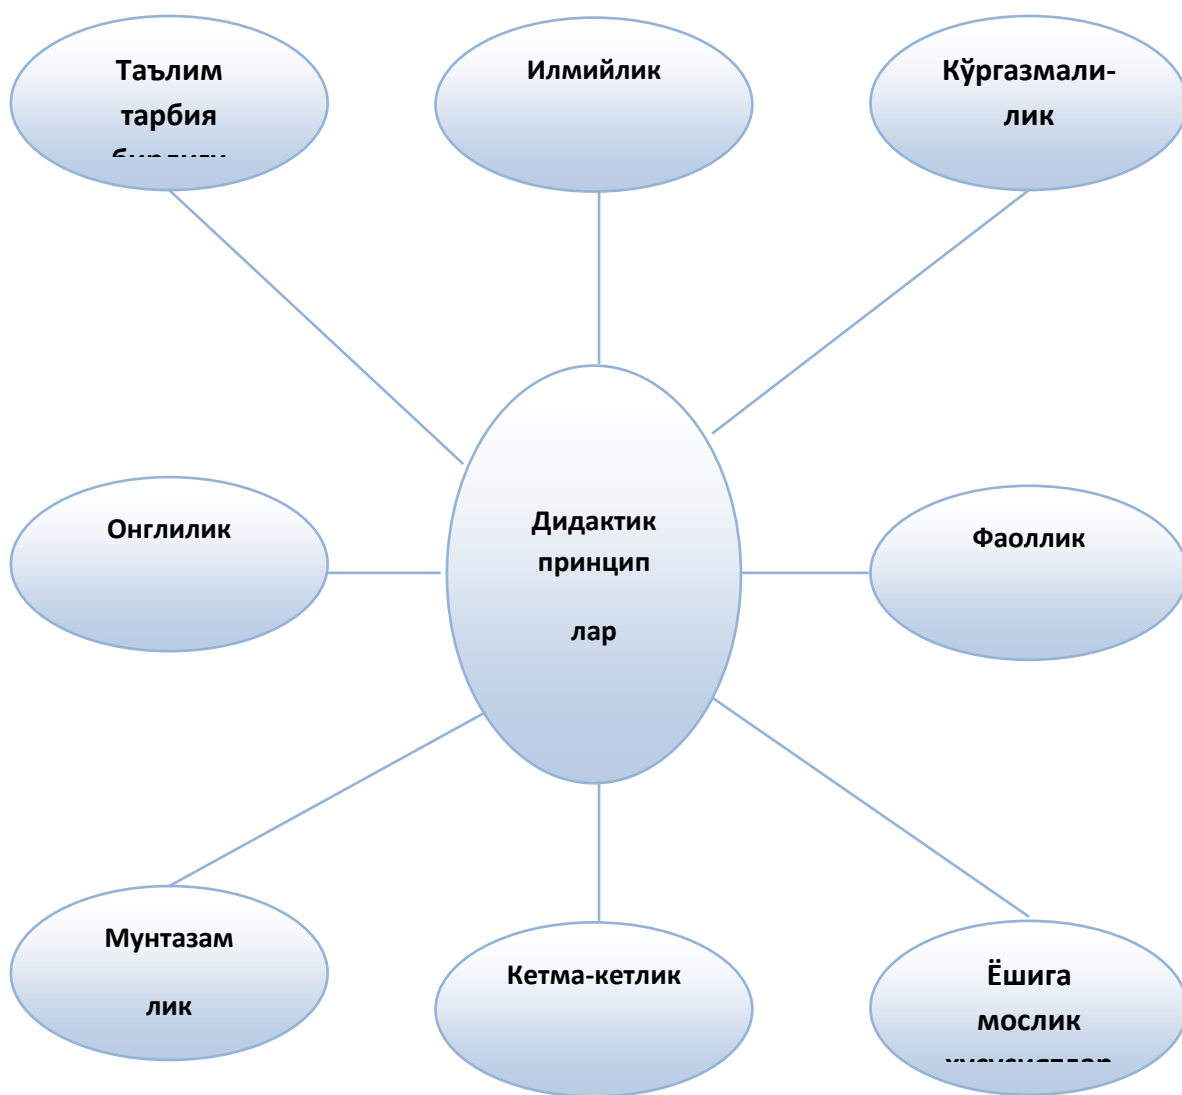 Таълим
тарбия
Илмийлик
Кўргазмали-
лик
Онглилик
Дидактик
принцип
лар
Фаоллик
Мунтазам
лик
Кетма-кетлик
Ёшига
мослик